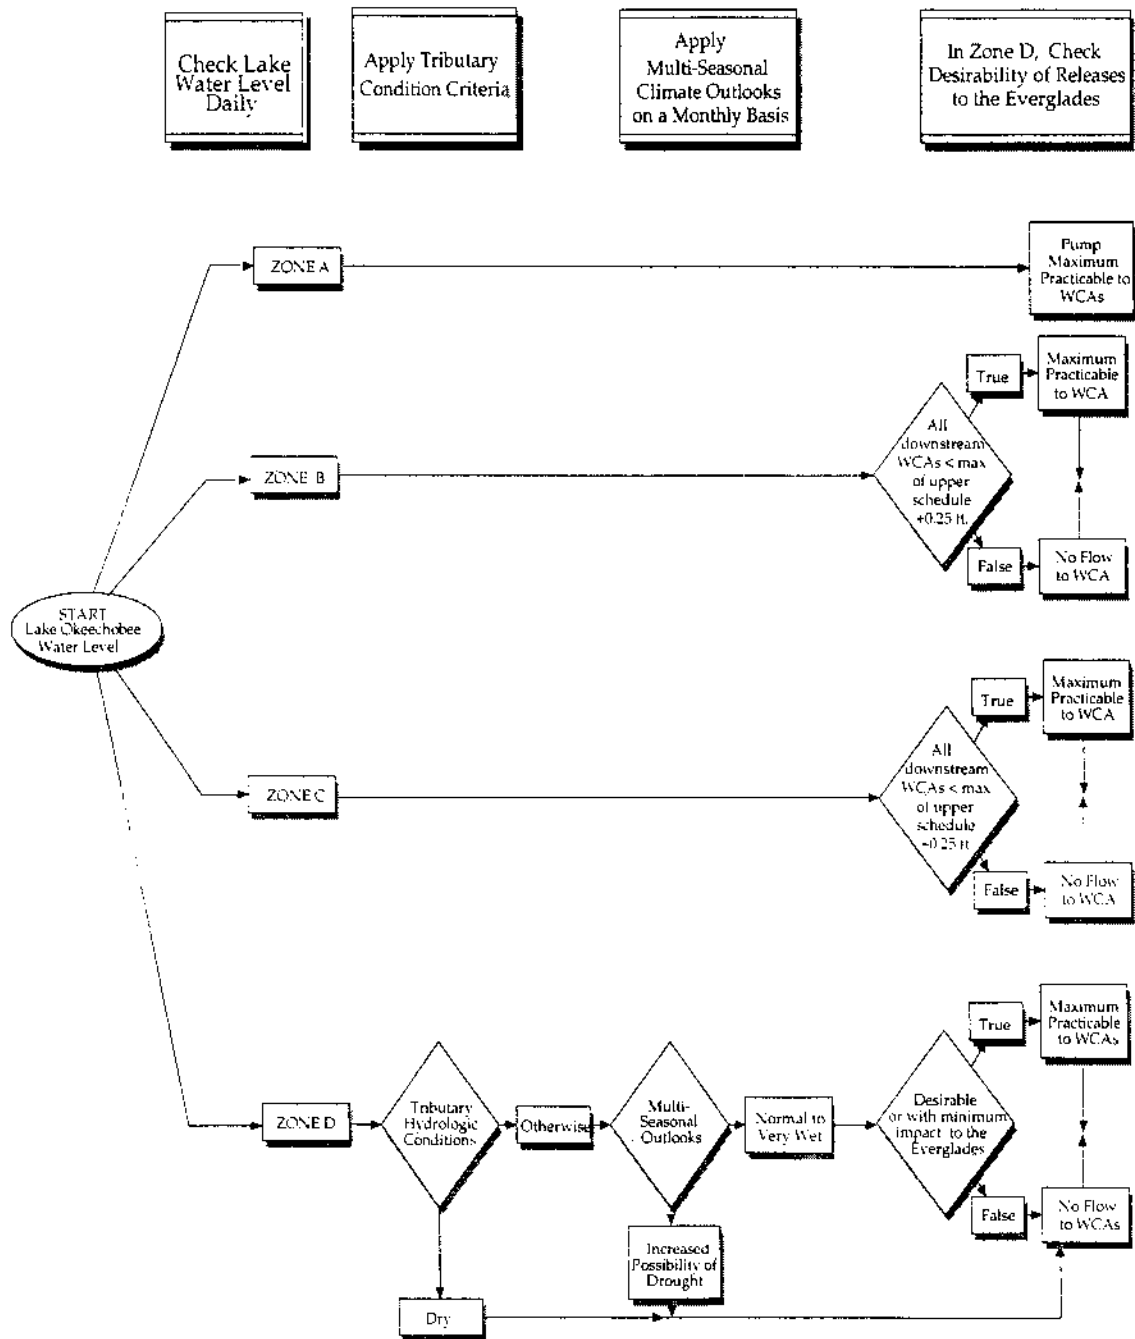 Check Lake
Water Level
Daily
Apply Tributary
Condition Criteria
Apply
Multi-Seasonal
Climate Outlooks
on a Monthly Basis
In Zone D, Check
Desirability of Releases
to the Everglades
ZONE A
Pump
Maximum
Practicable to
WCAs
ZONE B
All
downstream
WCAs < max
of upper
schedule
+0.25 ft.
True
Maximum
Practicable
to WCA
False
No Flow
to WCA
START
Lake Okeechobee
Water Level
ZONE C
All
downstream
WCAs < max
of upper
schedule
+0.25 ft
True
Maximum
Practicable
to WCA
False
No Flow
to WCA
ZONE D
Tributary
Hydrologic
Conditions
Otherwise
Multi-
Seasonal
Outlooks
Normal to
Very Wet
Desirable
or with minimum
impact to the
Everglades
True
Maximum
Practicable
to WCAs
False
No Flow
to WCAs
Increased
Possibility of
Drought
Dry